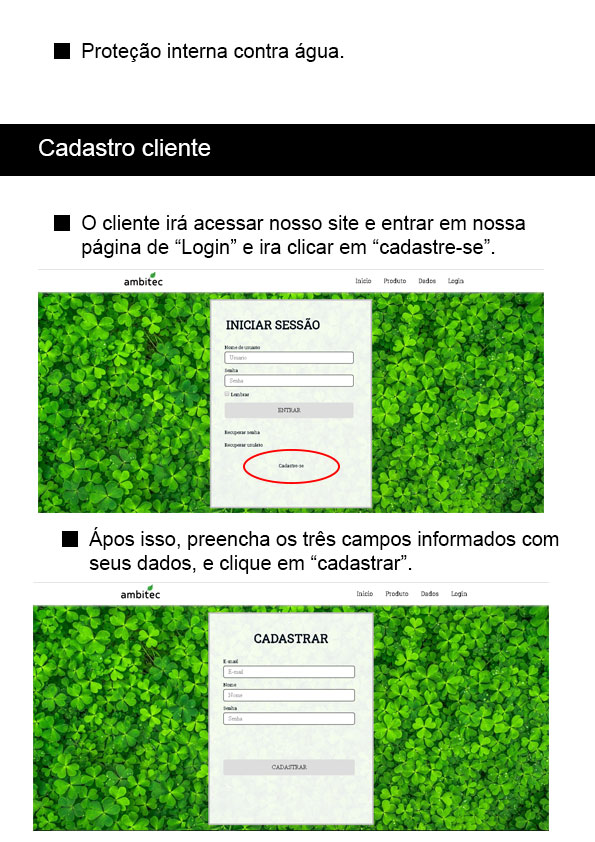 Proteção interna contra água.
Cadastro cliente
O cliente irá acessar nosso site e entrar em nossa
página de “Login” e ira clicar em “cadastre-se”.
ambitec
Inicio Produto Dados Login
INICIAR SESSÃO
Nome de usuário
Usuario
Senha
Senha
Lembrar
ENTRAR
Recuperar senha
Recuperar usuário
Cadastre-se
Ápos isso, preencha os três campos informados com
seus dados, e clique em “cadastrar”.
ambitec
Inicio Produto Dados Login
CADASTRAR
E-mail
E-mail
Nome
Nome
Senha
Senha
CADASTRAR